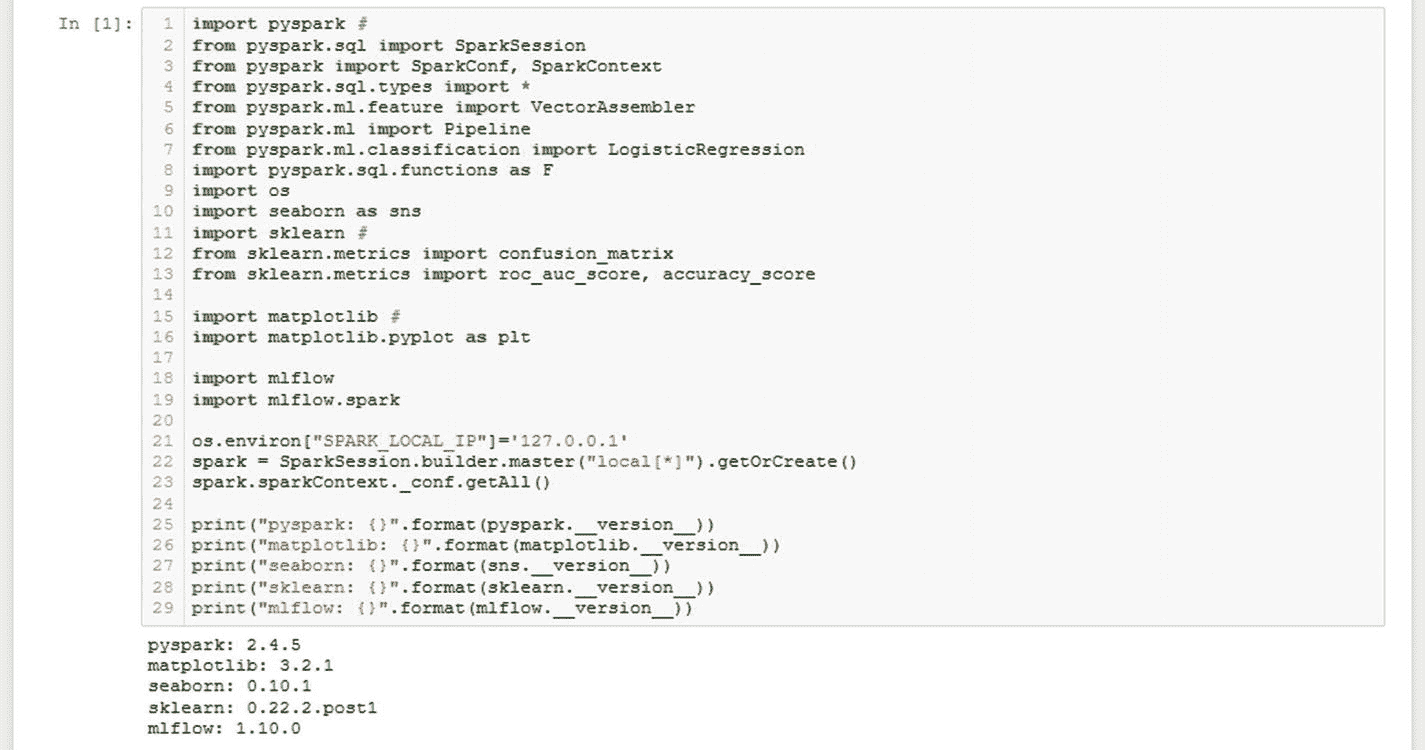 In [1]:
1 import pyspark #
2 from pyspark.sql import SparkSession
3 from pyspark import SparkConf, SparkContext
4 from pyspark.sql.types import *
5 from pyspark.ml.feature import VectorAssembler
6 from pyspark.ml import Pipeline
7 from pyspark.ml.classification import LogisticRegression
8 import pyspark.sql.functions as F
9 import os
10 import seaborn as sns
11 import sklearn #
12 from sklearn.metrics import confusion_matrix
13 from sklearn.metrics import roc_auc_score, accuracy_score
14
15 import matplotlib #
16 import matplotlib.pyplot as plt
17
18 import mlflow
19 import mlflow.spark
20
21 os.environ["SPARK_LOCAL_IP"]='127.0.0.1'
22 spark = SparkSession.builder.master("local[*]").getOrCreate()
23 spark.sparkContext._conf.getAll()
24
25 print("pyspark: {}".format(pyspark.__version__))
26 print("matplotlib: {}".format(matplotlib.__version__))
27 print("seaborn: {}".format(sns.__version__))
28 print("sklearn: {}".format(sklearn.__version__))
29 print("mlflow: {}".format(mlflow.__version__))
pyspark: 2.4.5
matplotlib: 3.2.1
seaborn: 0.10.1
sklearn: 0.22.2.post1
mlflow: 1.10.0